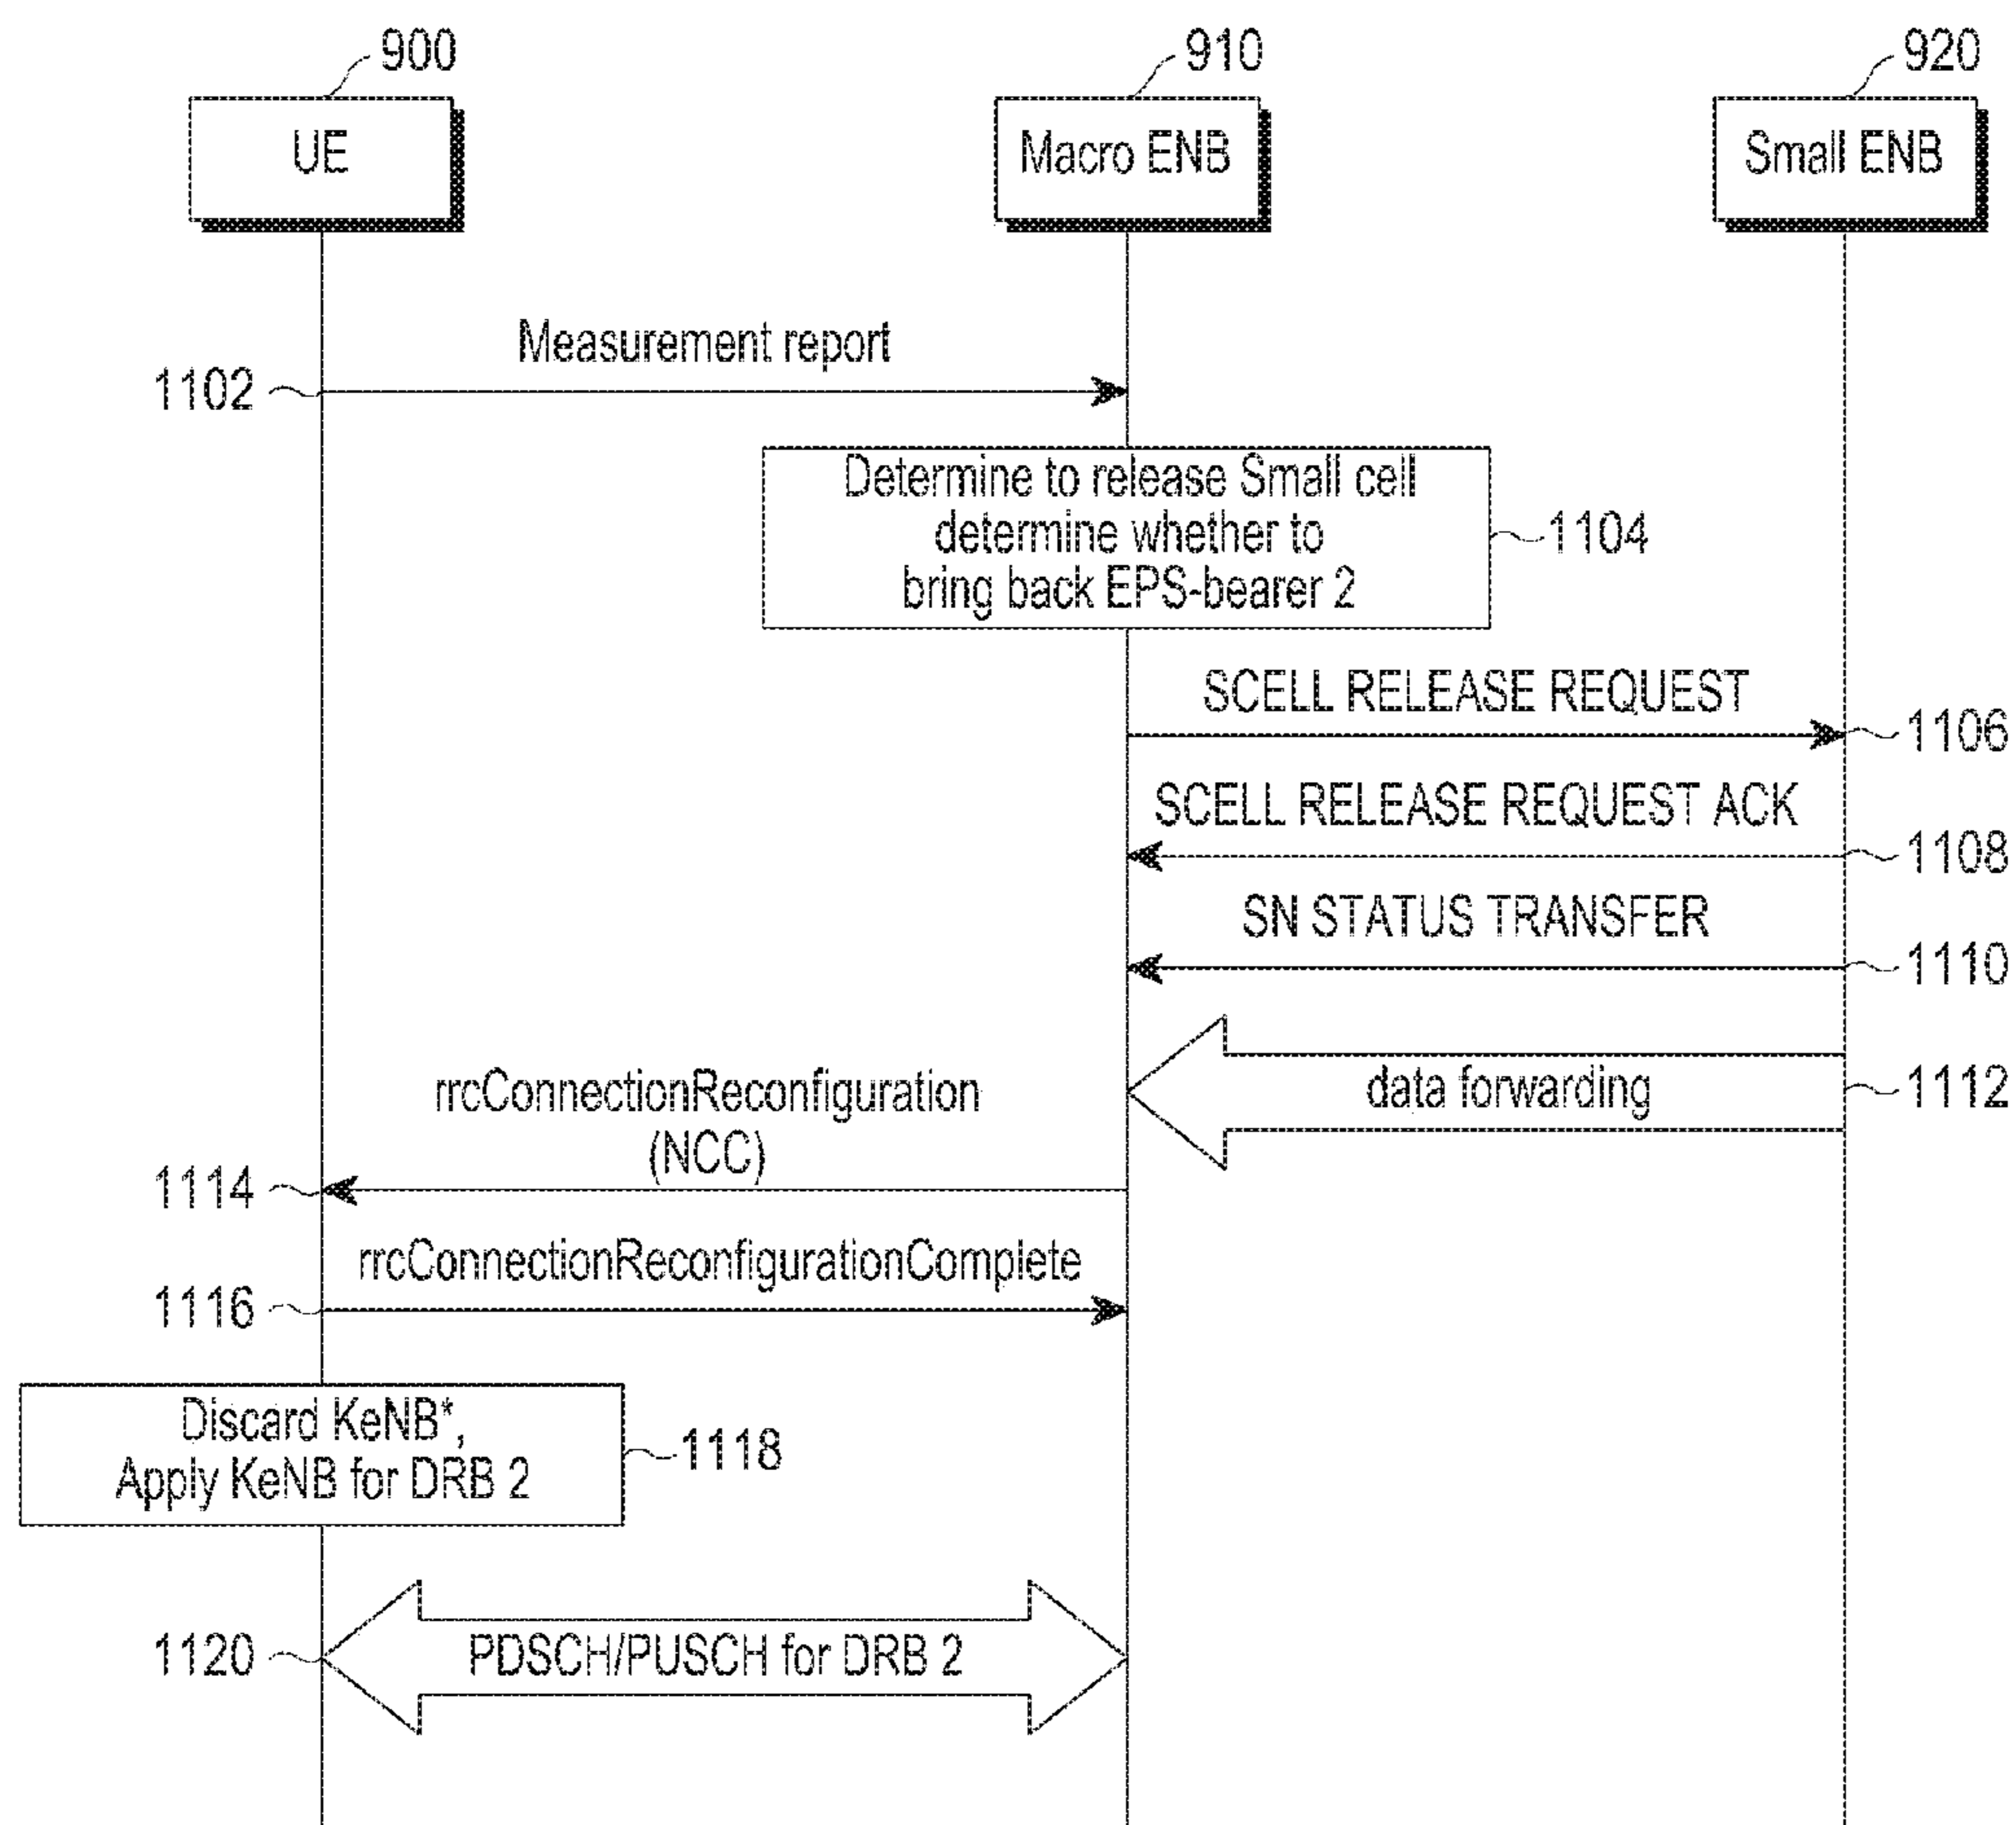 900
910
920
UE
Macro ENB
Small ENB
Measurement report
1102
Determine to release Small cell
determine whether to
bring back EPS-bearer 2
1104
SCELL RELEASE REQUEST
1106
SCELL RELEASE REQUEST ACK
1108
SN STATUS TRANSFER
1110
data forwarding
1112
rrcConnectionReconfiguration
(NCC)
1114
rrcConnectionReconfigurationComplete
1116
Discard KeNB*,
Apply KeNB for DRB 2
1118
1120
PDSCH/PUSCH for DRB 2